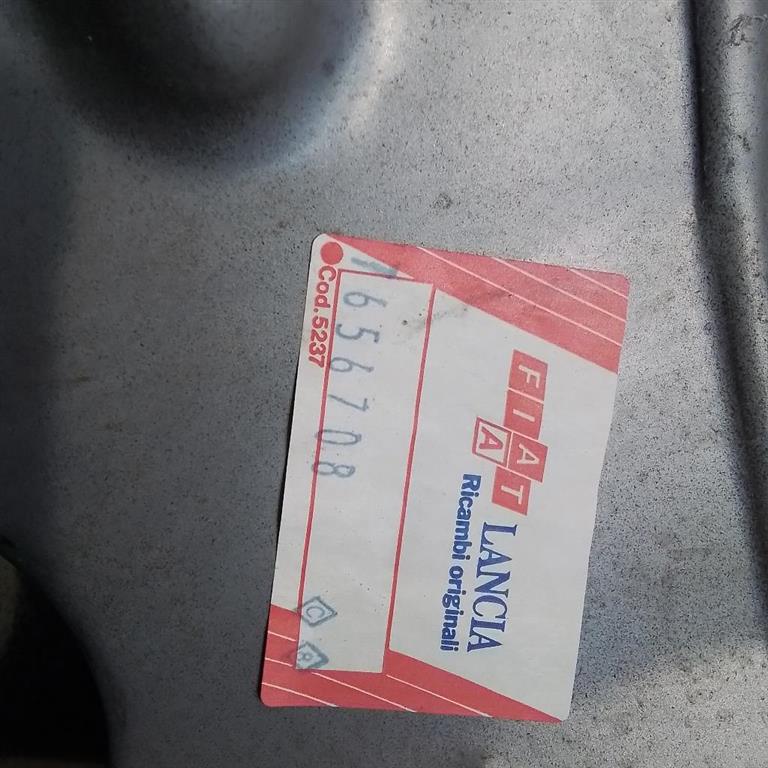 FIAT LANCIA
A
Ricambi originali
7656708
Cod. 5237
C R